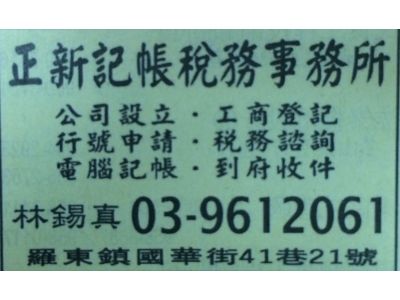 正新記帳稅務事務所
公司設立．工商登記
行號申請．稅務諮詢
電腦記帳．到府收件
林錫真 03-9612061
羅東鎮國華街41巷21號